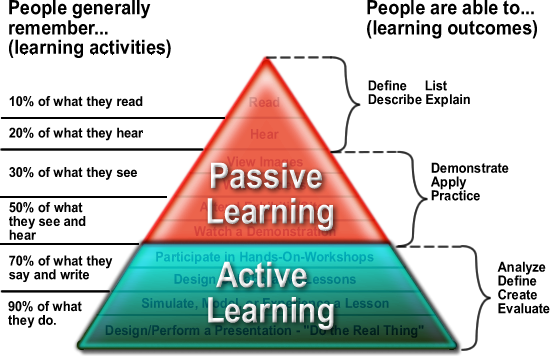 People generally
remember...
(learning activities)
People are able to...
(learning outcomes)
10% of what they read
20% of what they hear
30% of what they see
50% of what
they see and
hear
70% of what they
say and write
90% of what
they do.
Read
Hear
View Images
Passive
Learning
Watch a Demonstration
Participate in Hands-On-Workshops
Design Lessons
Active
Learning
Simulate, Model, or Experience a Lesson
Design/Perform a Presentation - "Do the Real Thing"
Define List
Describe Explain
Demonstrate
Apply
Practice
Analyze
Define
Create
Evaluate